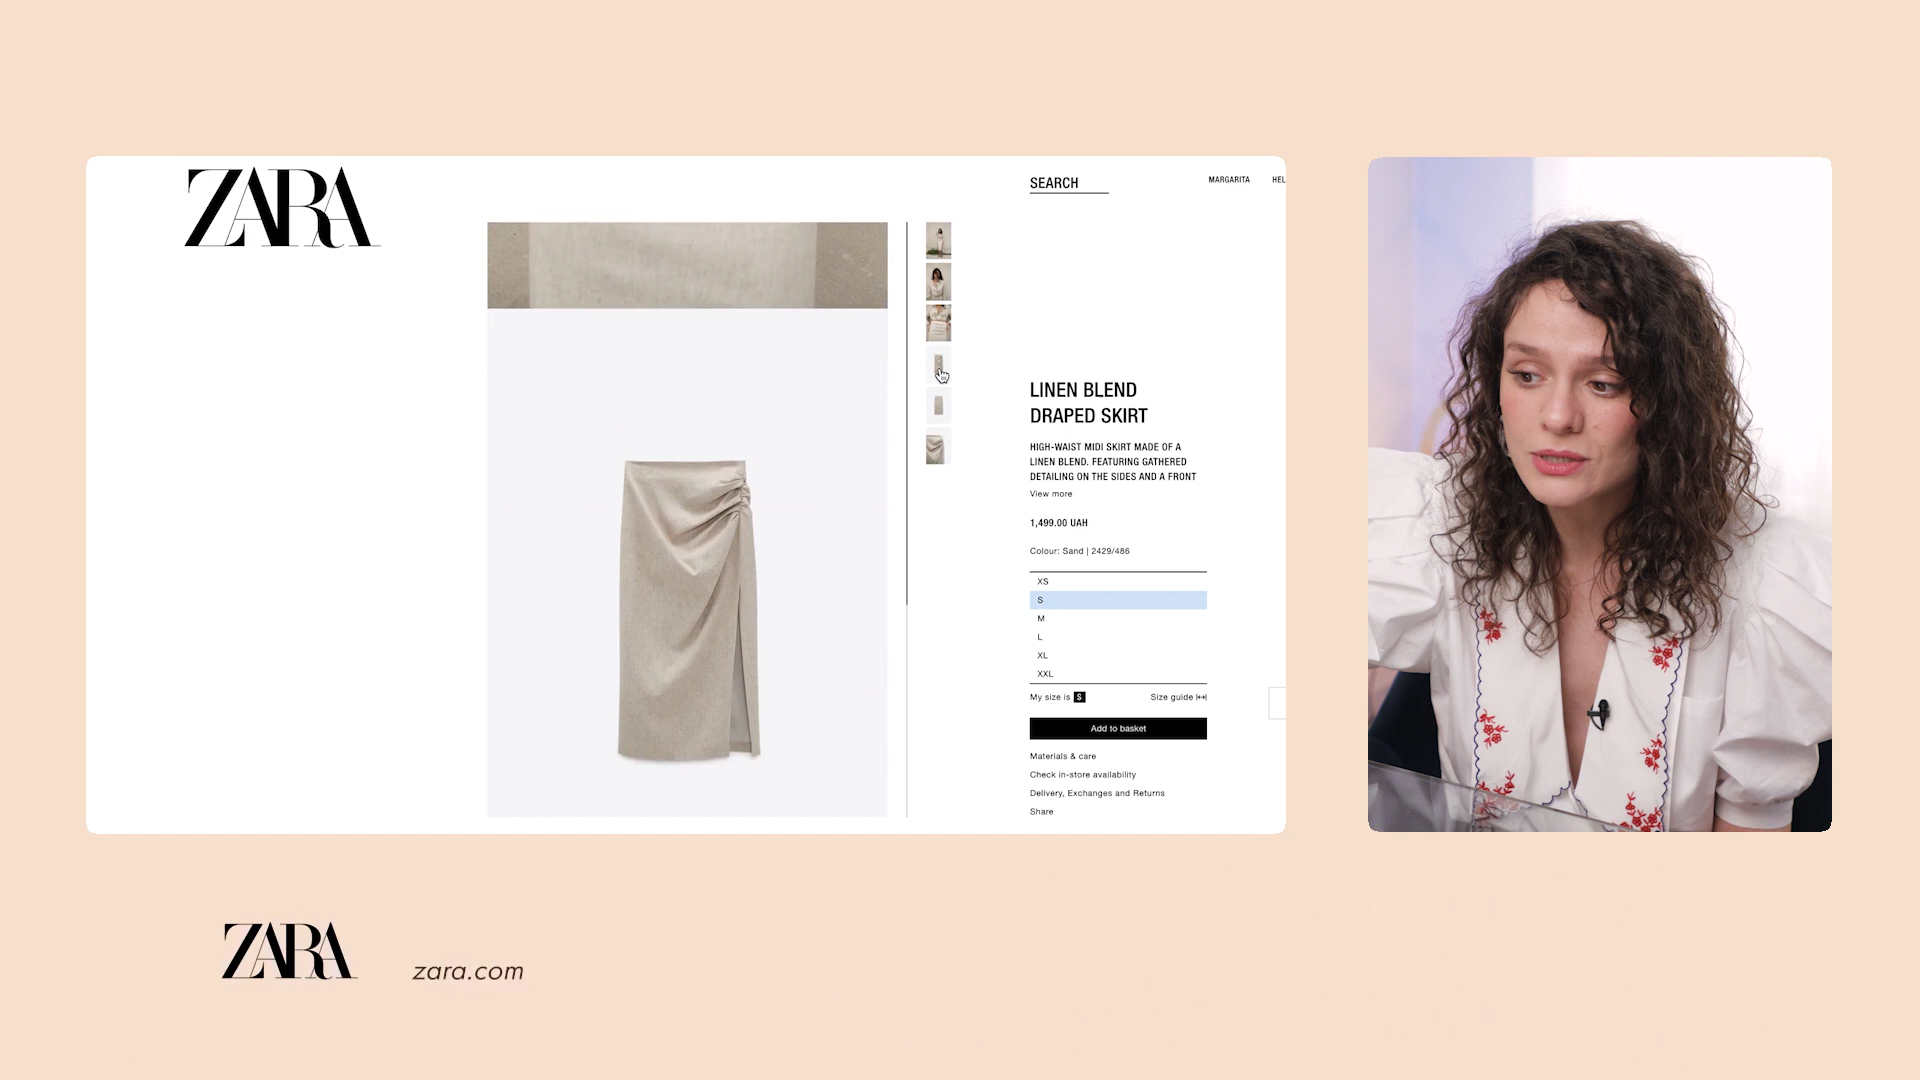 ZARA
SEARCH
MARGARITA
HEL
LINEN BLEND
DRAPED SKIRT
HIGH-WAIST MIDI SKIRT MADE OF A
LINEN BLEND. FEATURING GATHERED
DETAILING ON THE SIDES AND A FRONT
View more
1,499.00 UAH
Colour: Sand | 2429/486
XS
S
M
L
XL
XXL
My size is S
Size guide
Add to basket
Materials & care
Check in-store availability
Delivery, Exchanges and Returns
Share
ZARA
zara.com